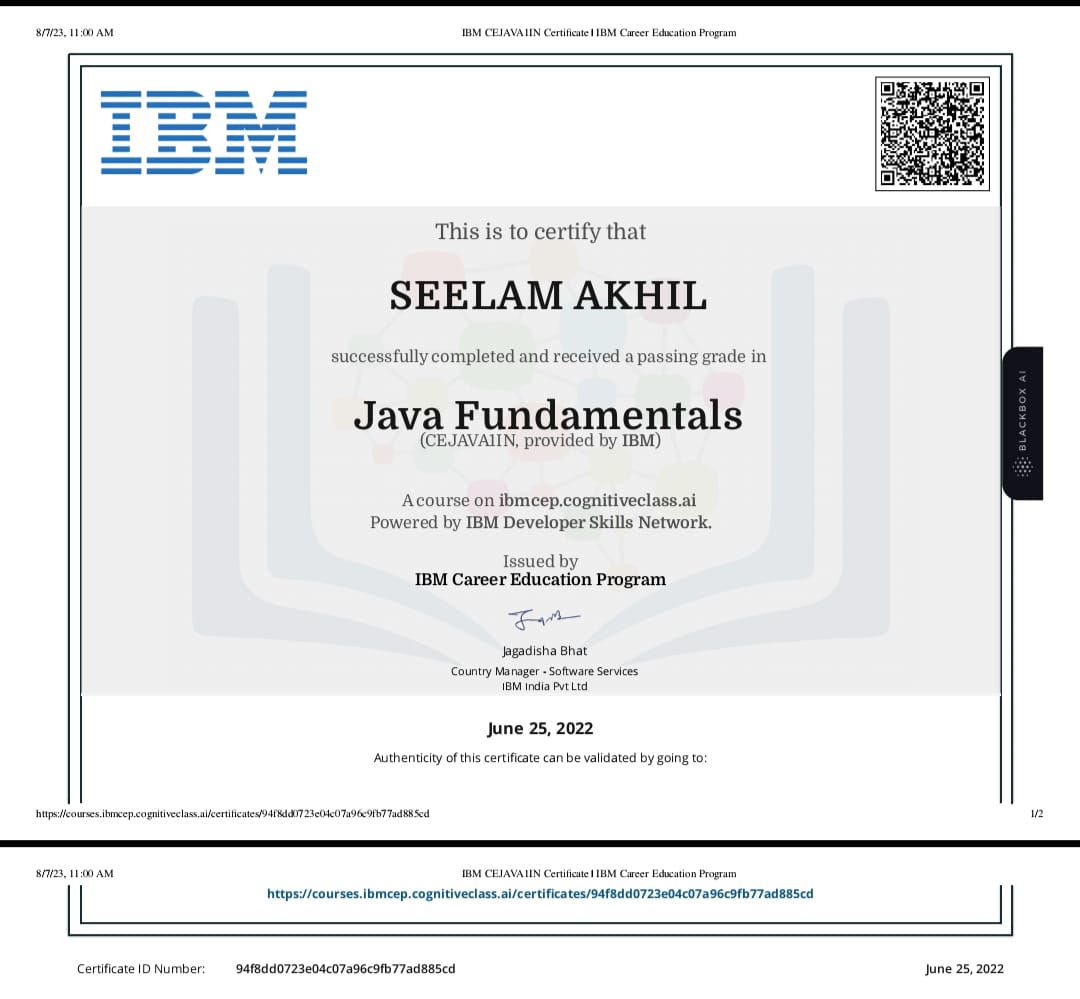 8/7/23, 11:00 AM
IBM CEJAVA1IN Certificate | IBM Career Education Program
IBM
This is to certify that
SEELAM AKHIL
successfully completed and received a passing grade in
Java Fundamentals
(CEJAVA1IN, provided by IBM)
A course on ibmcep.cognitiveclass.ai
Powered by IBM Developer Skills Network.
Issued by
IBM Career Education Program
Jagadisha Bhat
Country Manager - Software Services
IBM India Pvt Ltd
BLACKBOX AI
June 25, 2022
Authenticity of this certificate can be validated by going to:
https://courses.ibmcep.cognitiveclass.ai/certificates/94f8dd0723e04c07a96c9fb77ad885cd
1/2
8/7/23, 11:00 AM
IBM CEJAVA1IN Certificate | IBM Career Education Program
https://courses.ibmcep.cognitiveclass.ai/certificates/94f8dd0723e04c07a96c9fb77ad885cd
Certificate ID Number: 94f8dd0723e04c07a96c9fb77ad885cd
June 25, 2022